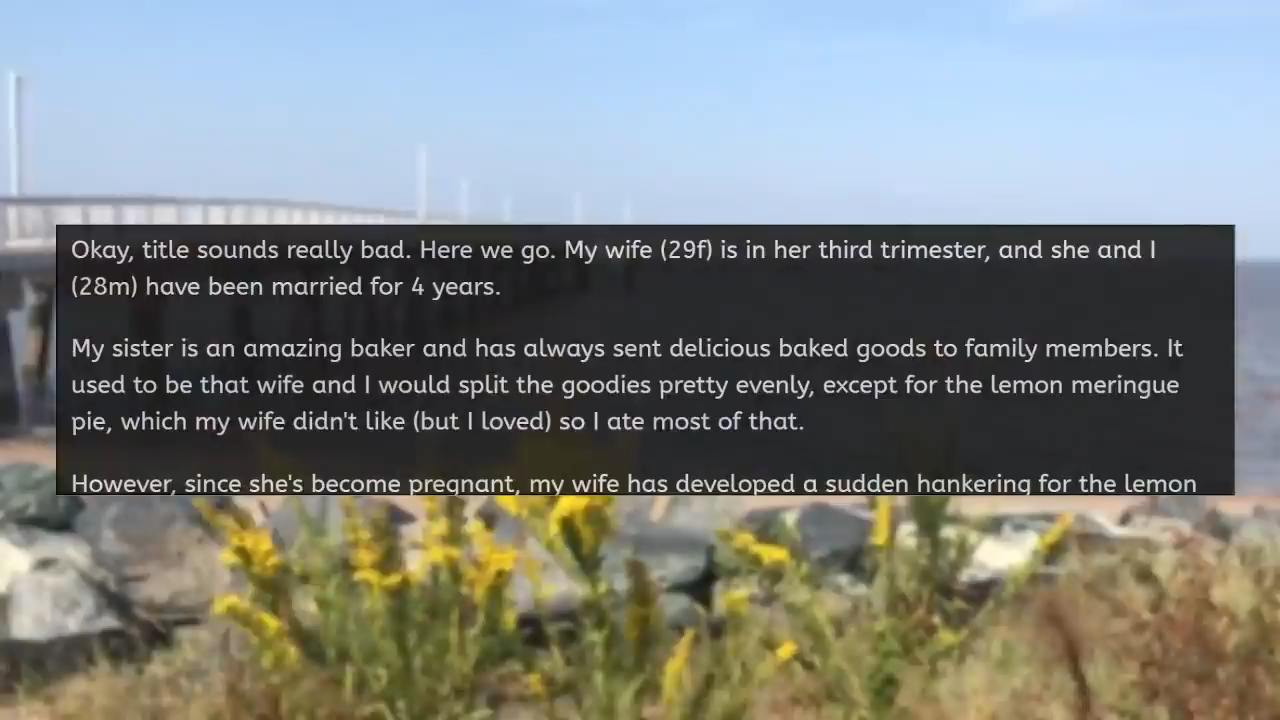 Okay, title sounds really bad. Here we go. My wife (29f) is in her third trimester, and she and I
(28m) have been married for 4 years.
My sister is an amazing baker and has always sent delicious baked goods to family members. It
used to be that wife and I would split the goodies pretty evenly, except for the lemon meringue
pie, which my wife didn't like (but I loved) so I ate most of that.
However, since she's become pregnant, my wife has developed a sudden hankering for the lemon